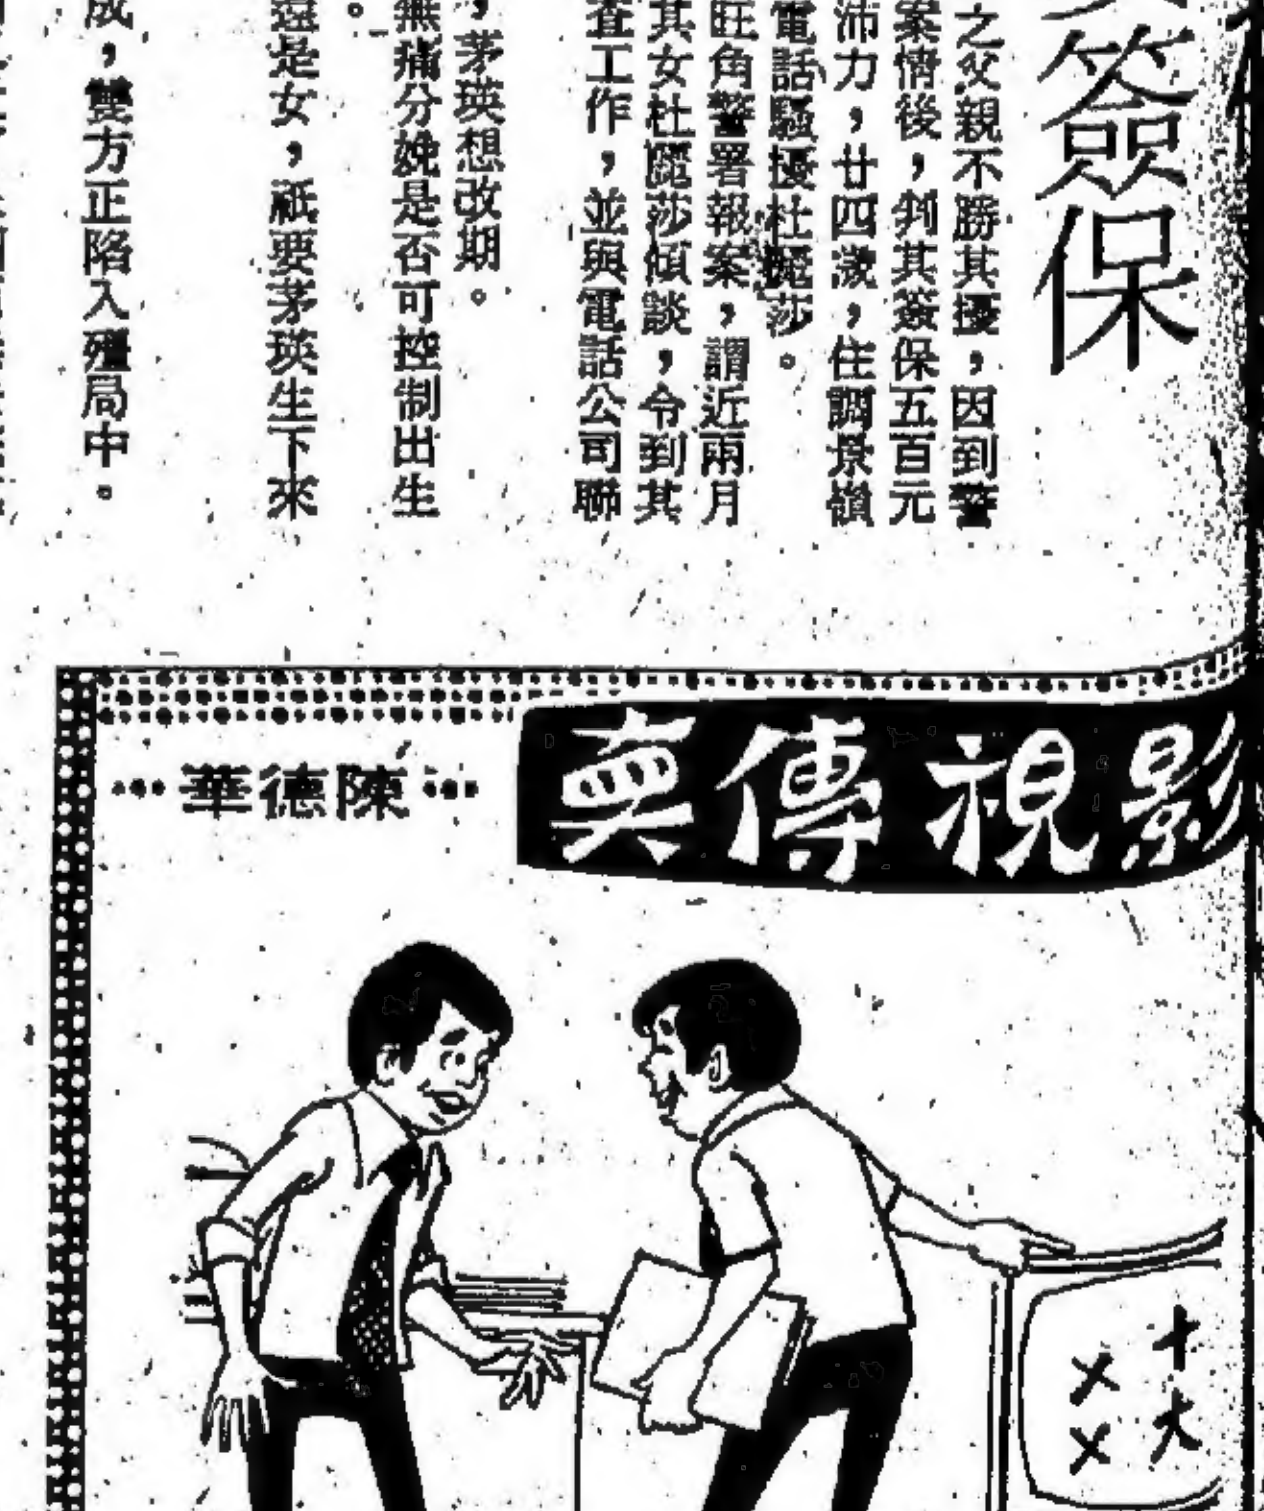 簽保
之父親不勝其擾，因到警
案情後，判其簽保五百元
沛力，廿四歲，住調景嶺
電話騷擾杜麗莎。
旺角警署報案，謂近兩月
其女杜麗莎傾談，令到其
查工作，並與電話公司聯
，茅瑛想改期。
無痛分娩是否可控制出生
。
還是女，祇要茅瑛生下來
成，雙方正陷入殭局中。
影視傳真
…陳德華…
十大
××